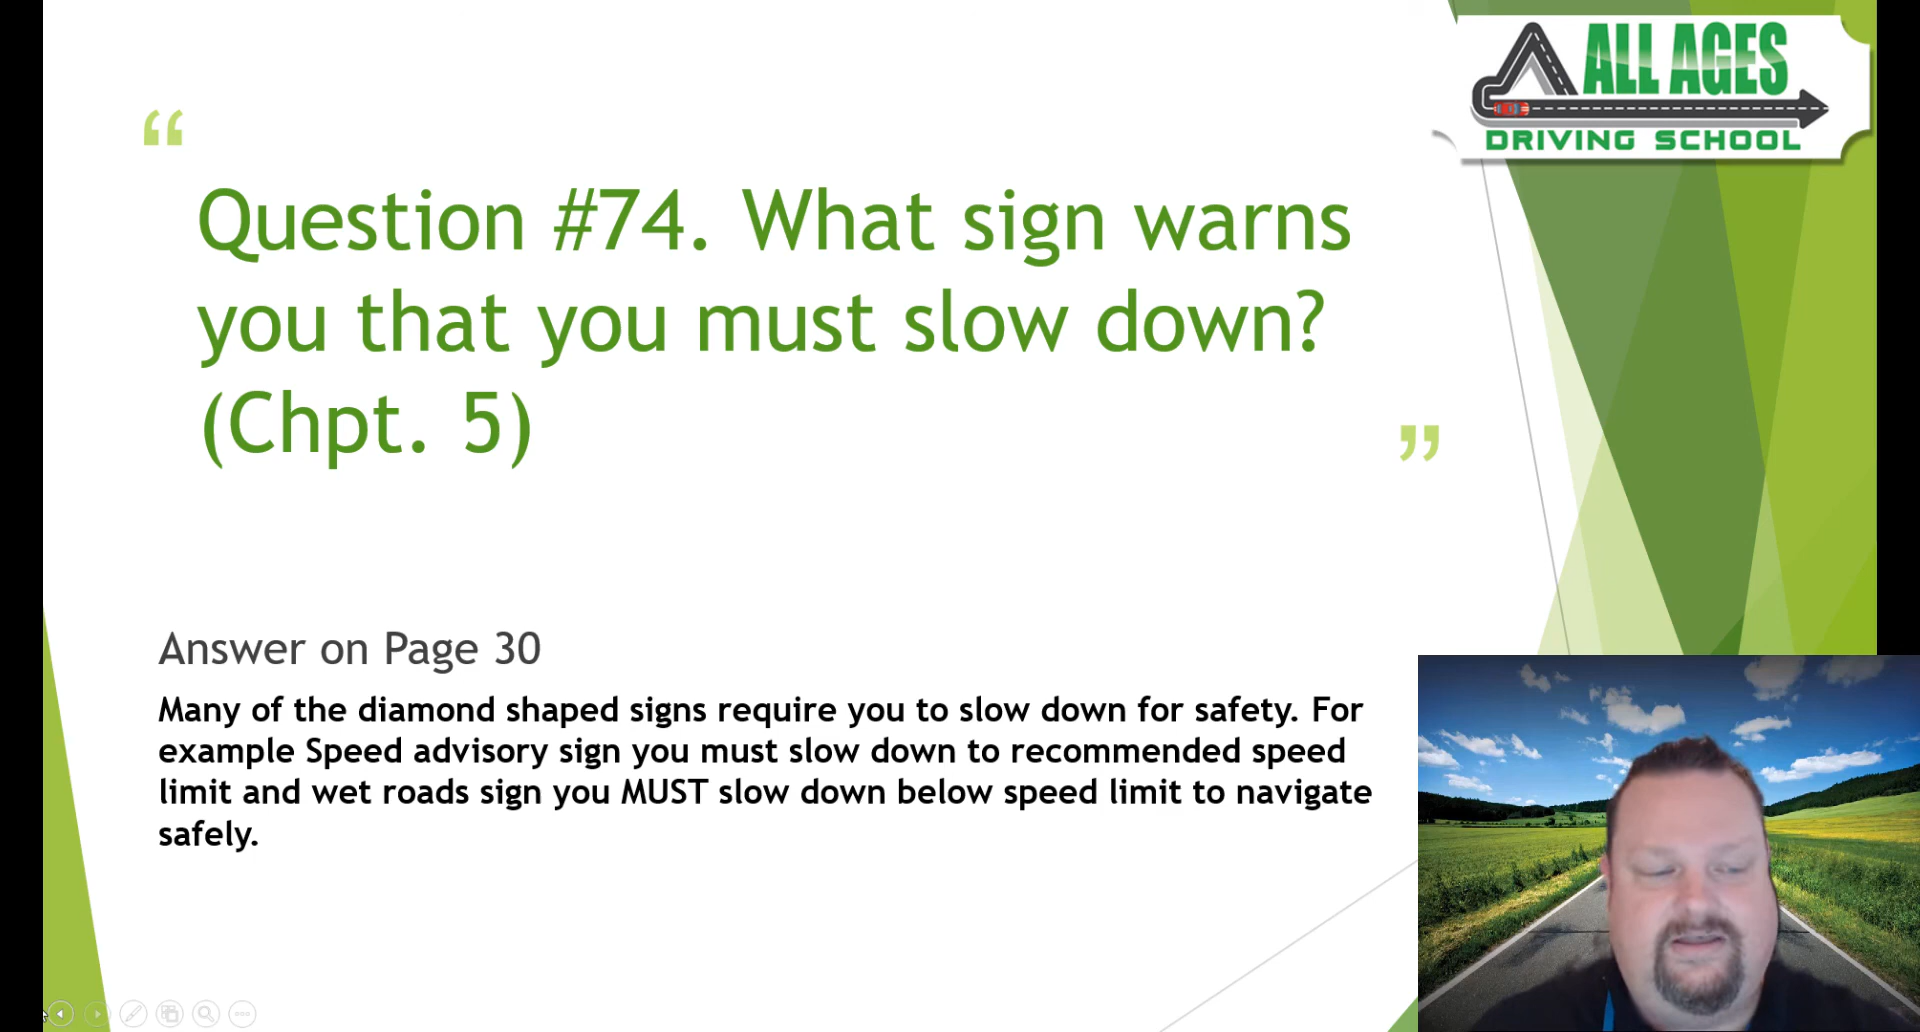 ALL AGES
DRIVING SCHOOL
“
Question #74. What sign warns
you that you must slow down?
(Chpt. 5)
”
Answer on Page 30
Many of the diamond shaped signs require you to slow down for safety. For
example Speed advisory sign you must slow down to recommended speed
limit and wet roads sign you MUST slow down below speed limit to navigate
safely.